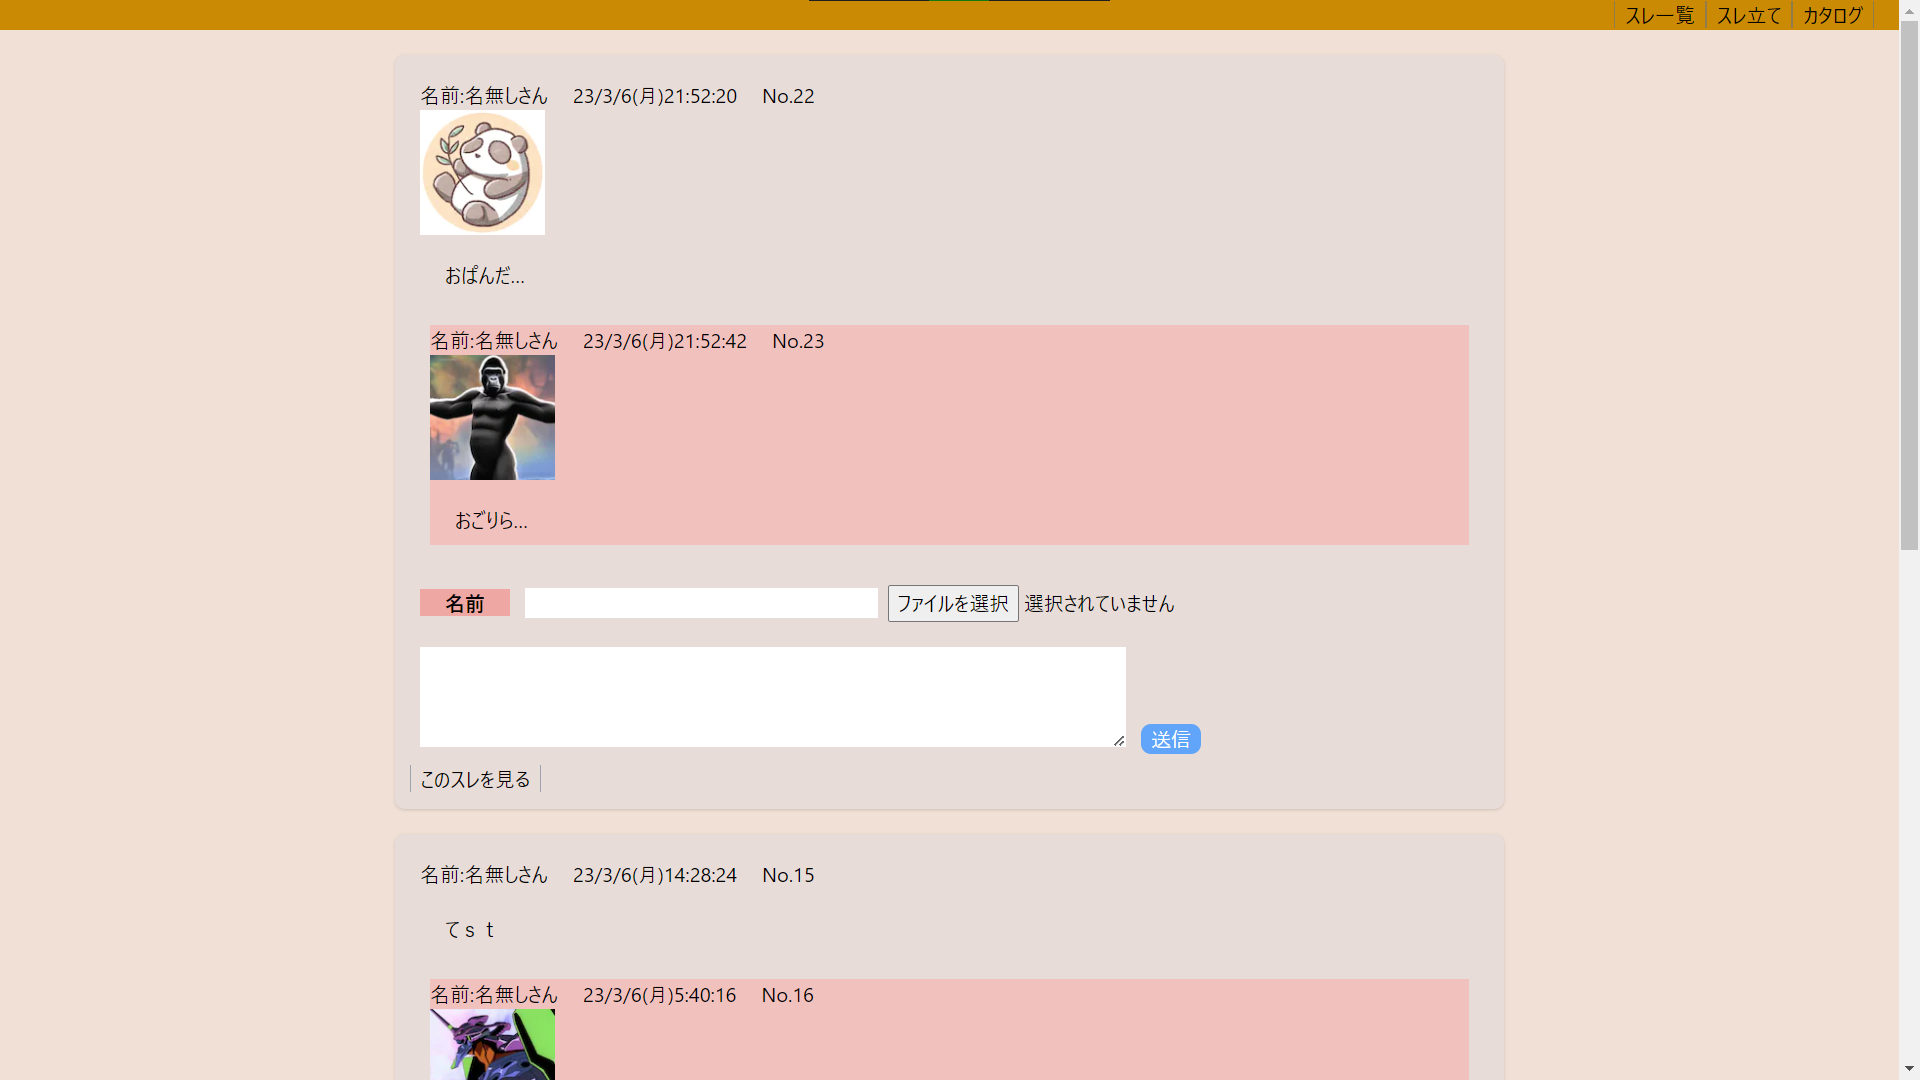 スレ一覧 スレ立て カタログ
名前:名無しさん 23/3/6(月)21:52:20 No.22
おぱんだ...
名前:名無しさん 23/3/6(月)21:52:42 No.23
おごりら...
名前 ファイルを選択 選択されていません
送信
このスレを見る
名前:名無しさん 23/3/6(月)14:28:24 No.15
てｓｔ
名前:名無しさん 23/3/6(月)5:40:16 No.16